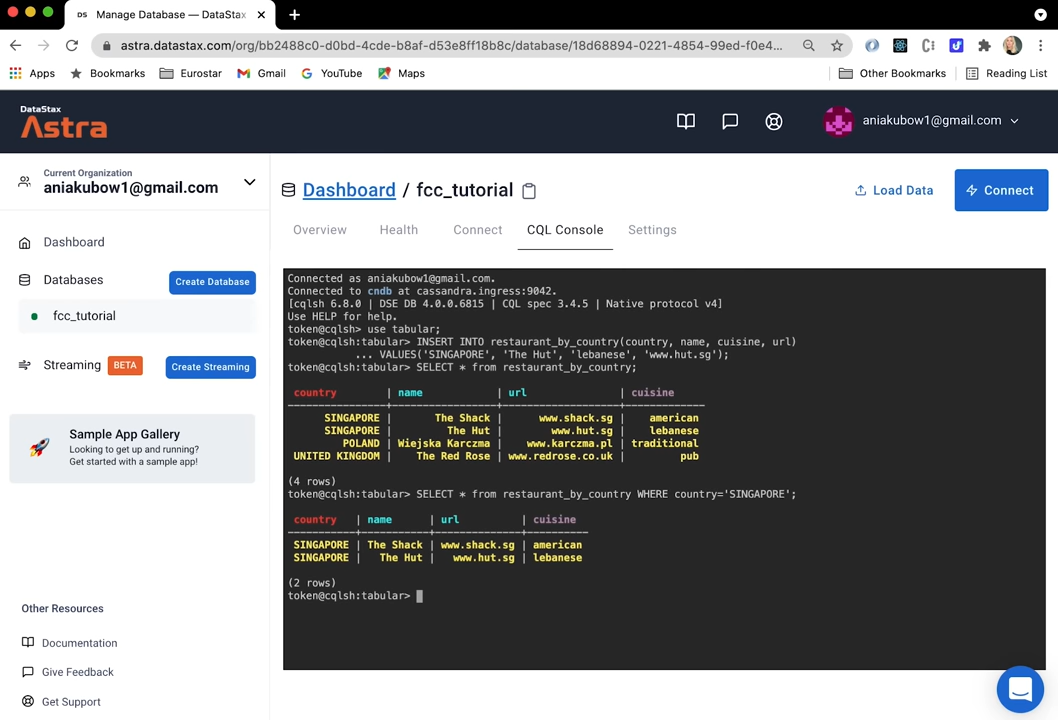 DS Manage Database — DataStax
astra.datastax.com/org/bb2488c0-d0bd-4cde-b8af-d53e8ff18b8c/database/18d68894-0221-4854-99ed-f0e4...
Apps Bookmarks Eurostar Gmail YouTube Maps Other Bookmarks Reading List
DataStax
Astra
aniakubow1@gmail.com
Current Organization
aniakubow1@gmail.com
Dashboard / fcc_tutorial
Load Data
Connect
Overview Health Connect CQL Console Settings
Dashboard
Databases
Create Database
fcc_tutorial
Streaming BETA
Create Streaming
Sample App Gallery
Looking to get up and running?
Get started with a sample app!
Other Resources
Documentation
Give Feedback
Get Support
Connected as aniakubow1@gmail.com.
Connected to cndb at cassandra.ingress:9042.
[cqlsh 6.8.0 | DSE DB 4.0.0.6815 | CQL spec 3.4.5 | Native protocol v4]
Use HELP for help.
token@cqlsh> use tabular;
token@cqlsh:tabular> INSERT INTO restaurant_by_country(country, name, cuisine, url)
... VALUES('SINGAPORE', 'The Hut', 'lebanese', 'www.hut.sg');
token@cqlsh:tabular> SELECT * from restaurant_by_country;
country | name | url | cuisine
SINGAPORE | The Shack | www.shack.sg | american
SINGAPORE | The Hut | www.hut.sg | lebanese
POLAND | Wiejska Karczma | www.karczma.pl | traditional
UNITED KINGDOM | The Red Rose | www.redrose.co.uk | pub
(4 rows)
token@cqlsh:tabular> SELECT * from restaurant_by_country WHERE country='SINGAPORE';
country | name | url | cuisine
SINGAPORE | The Shack | www.shack.sg | american
SINGAPORE | The Hut | www.hut.sg | lebanese
(2 rows)
token@cqlsh:tabular>